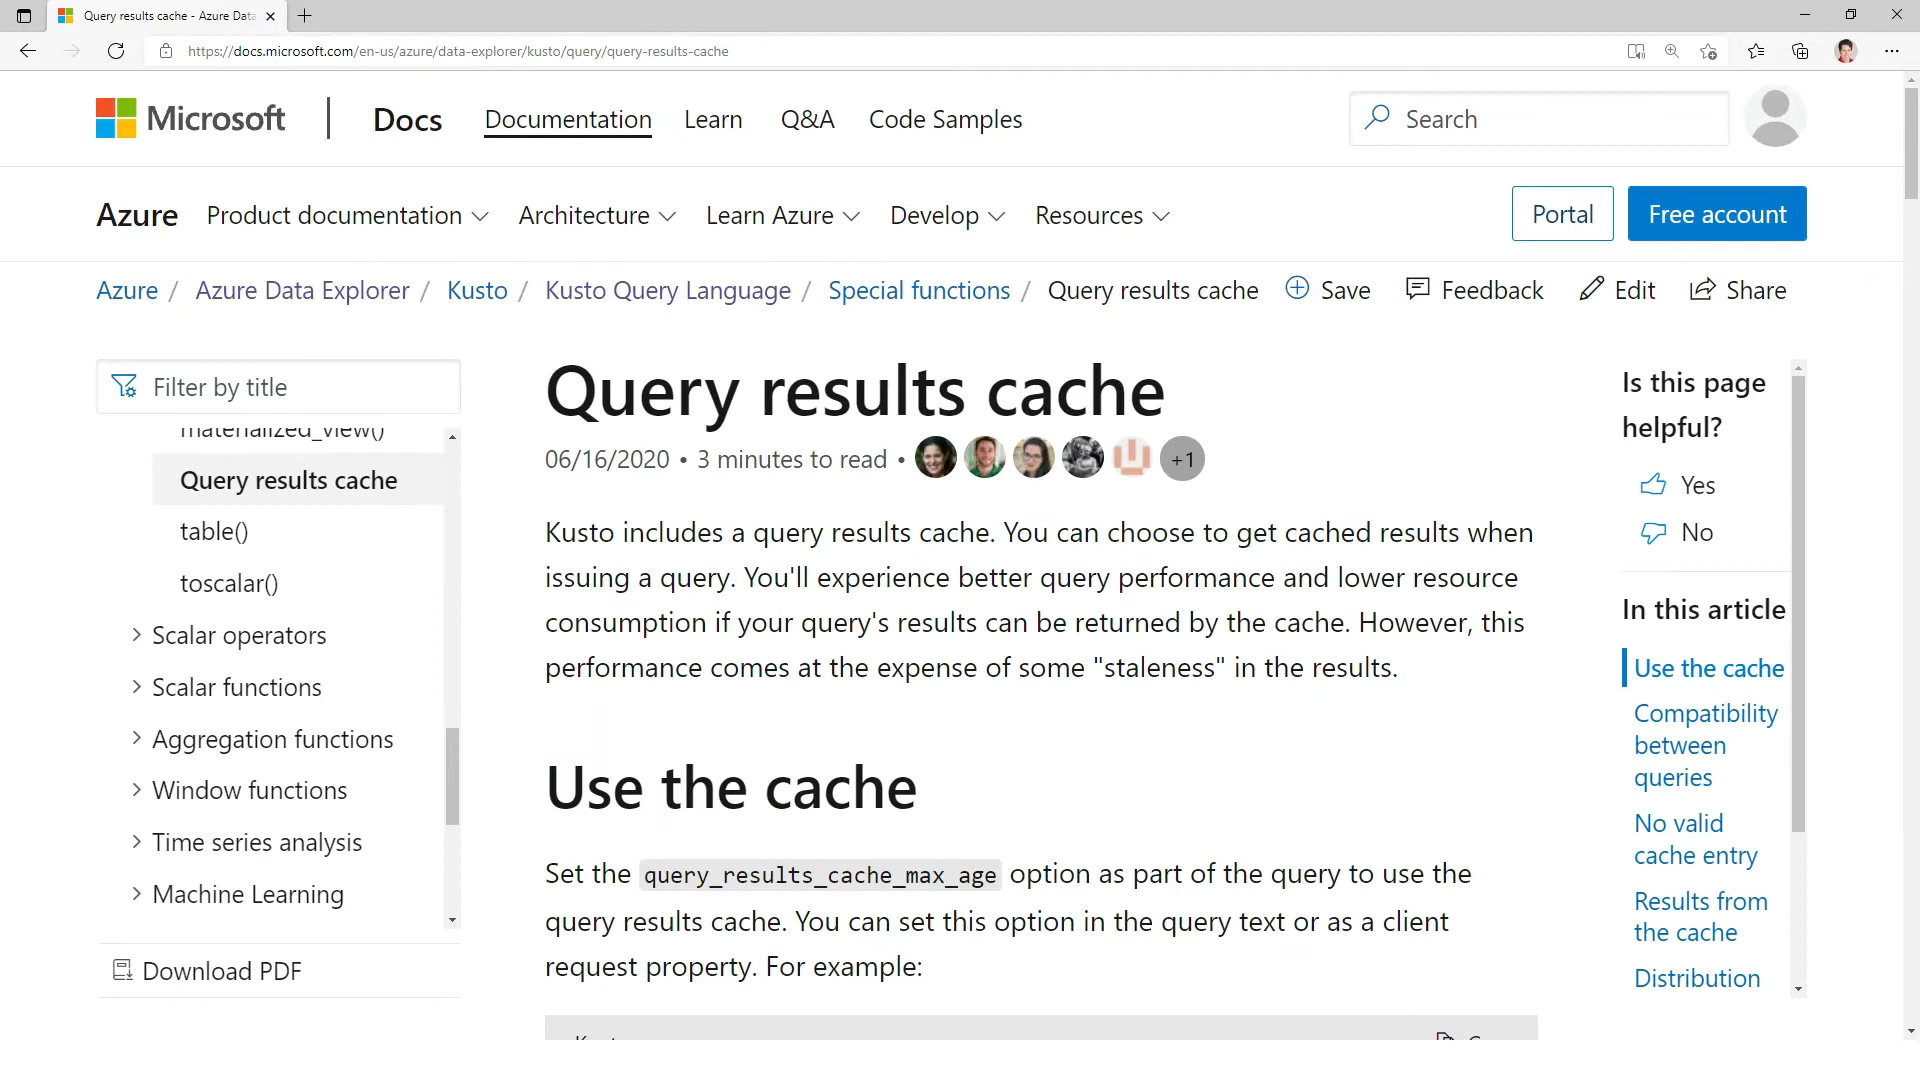 Query results cache - Azure Data
https://docs.microsoft.com/en-us/azure/data-explorer/kusto/query/query-results-cache
Microsoft
Docs
Documentation
Learn
Q&A
Code Samples
Search
Azure
Product documentation
Architecture
Learn Azure
Develop
Resources
Portal
Free account
Azure / Azure Data Explorer / Kusto / Kusto Query Language / Special functions / Query results cache
Save
Feedback
Edit
Share
Filter by title
materialized_view()
Query results cache
table()
toscalar()
Scalar operators
Scalar functions
Aggregation functions
Window functions
Time series analysis
Machine Learning
Download PDF
Query results cache
06/16/2020 • 3 minutes to read •
+1
Kusto includes a query results cache. You can choose to get cached results when
issuing a query. You'll experience better query performance and lower resource
consumption if your query's results can be returned by the cache. However, this
performance comes at the expense of some "staleness" in the results.
Use the cache
Set the query_results_cache_max_age option as part of the query to use the
query results cache. You can set this option in the query text or as a client
request property. For example:
Is this page
helpful?
Yes
No
In this article
Use the cache
Compatibility
between
queries
No valid
cache entry
Results from
the cache
Distribution